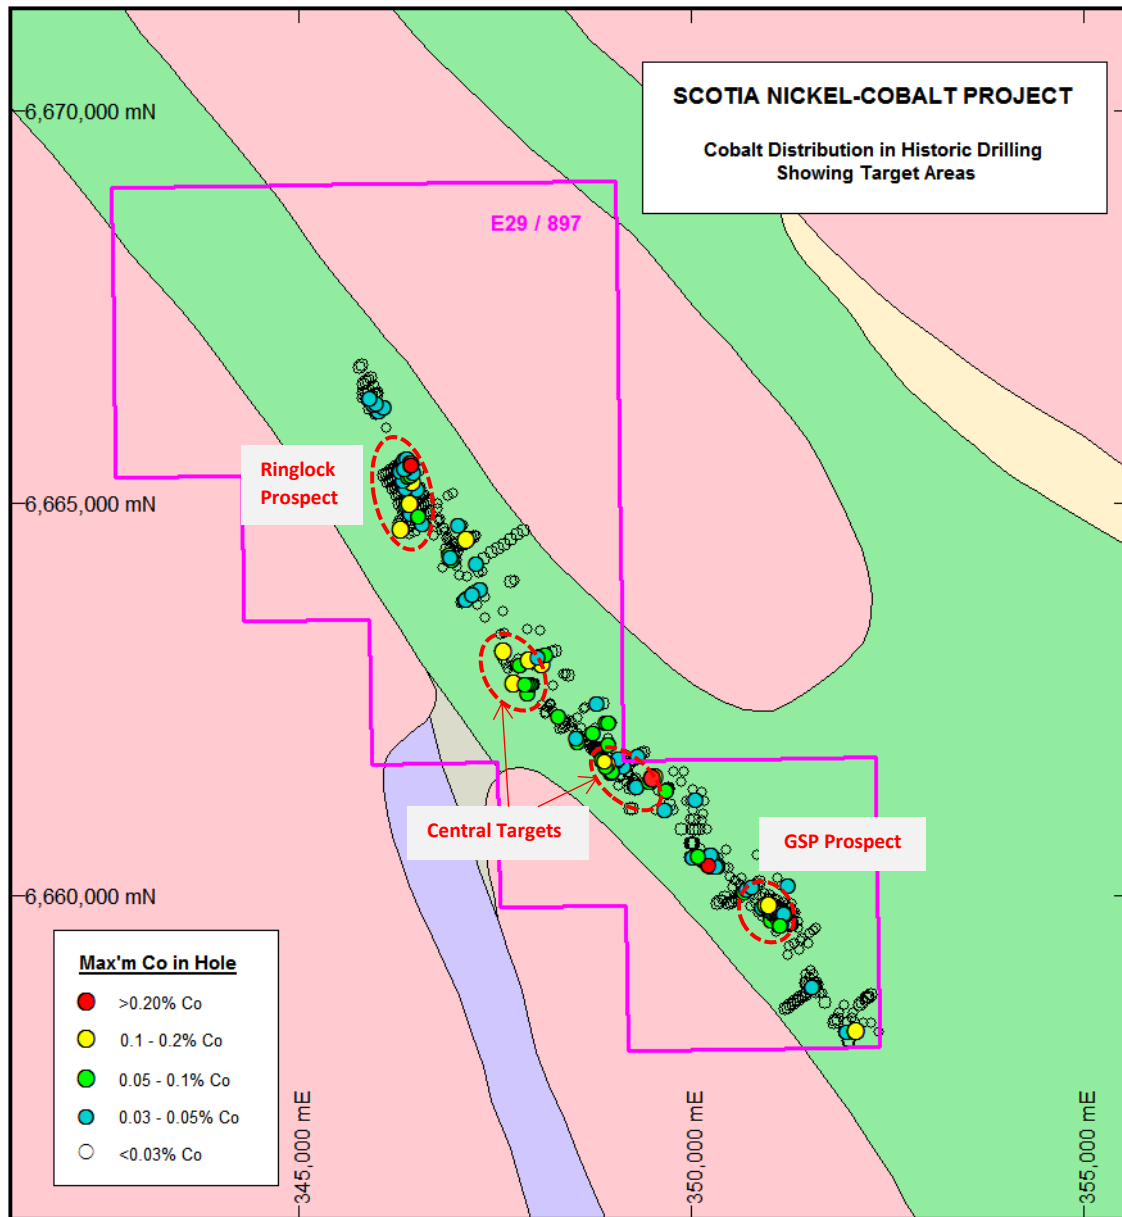 SCOTIA NICKEL-COBALT PROJECT
Cobalt Distribution in Historic Drilling
Showing Target Areas
6,670,000 mN
E29 / 897
Ringlock
Prospect
6,665,000 mN
Central Targets
GSP Prospect
6,660,000 mN
Max'm Co in Hole
>0.20% Co
0.1 - 0.2% Co
0.05 - 0.1% Co
0.03 - 0.05% Co
<0.03% Co
345,000 mE
350,000 mE
355,000 mE